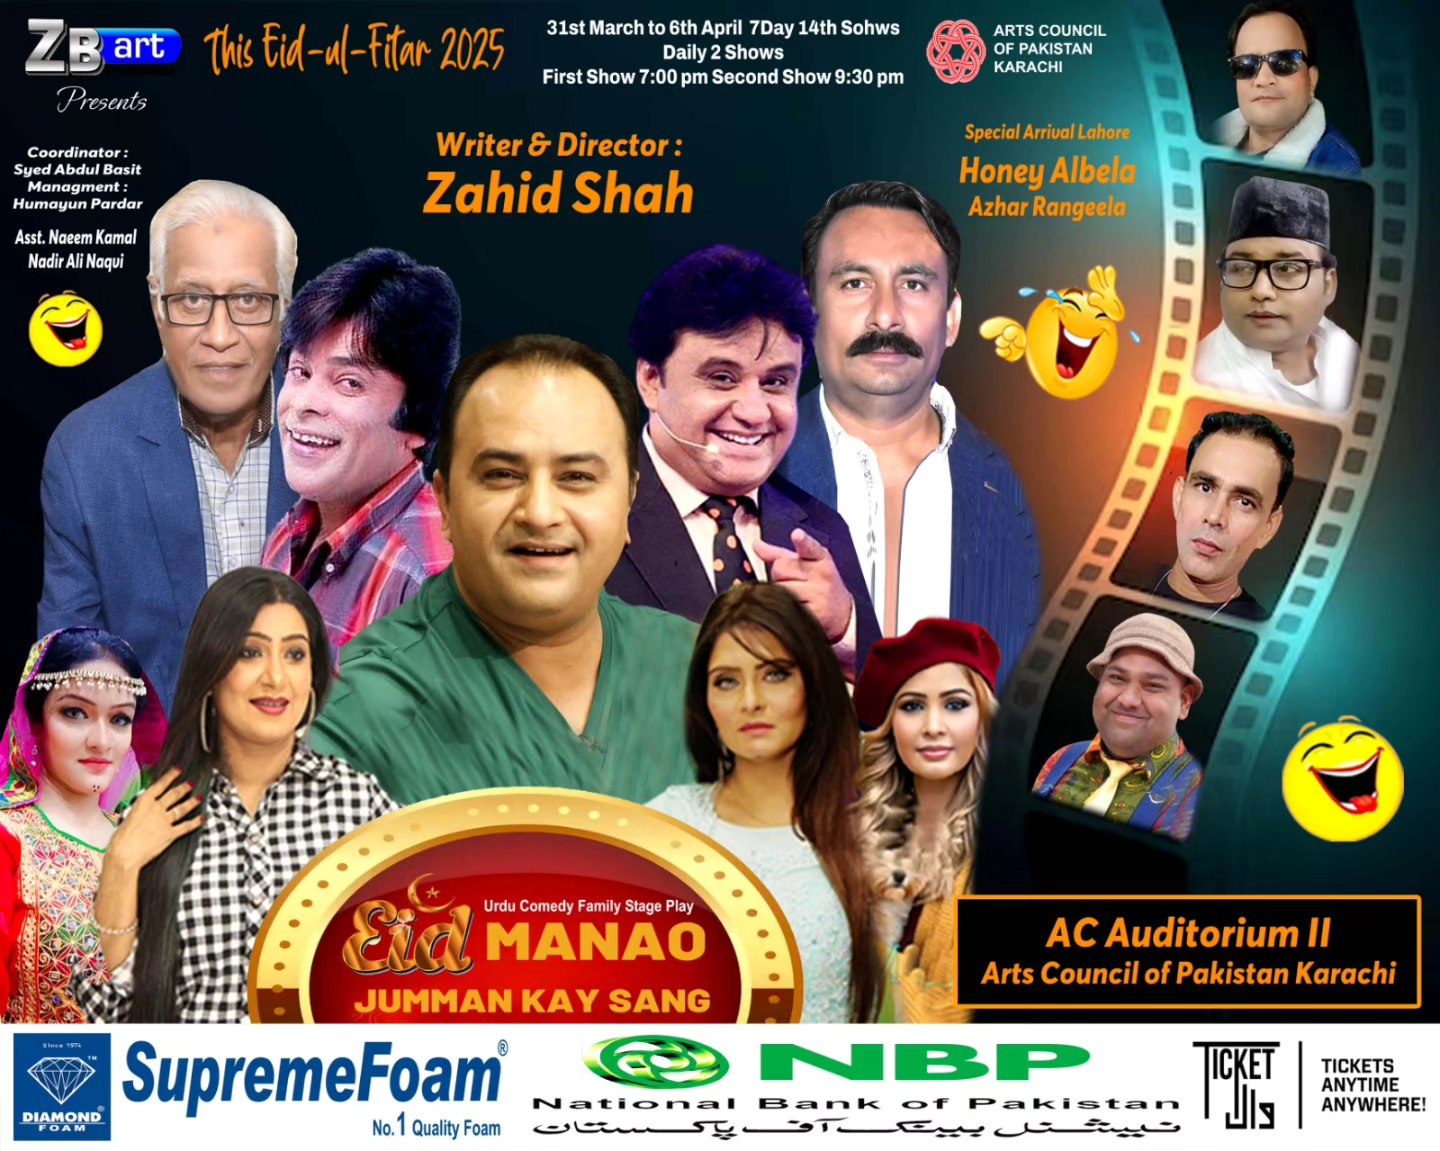 ZB art
Presents
This Eid-ul-Fitar 2025
31st March to 6th April 7Day 14th Sohws
Daily 2 Shows
First Show 7:00 pm Second Show 9:30 pm
ARTS COUNCIL
OF PAKISTAN
KARACHI
Coordinator :
Syed Abdul Basit
Managment :
Humayun Pardar
Asst. Naeem Kamal
Nadir Ali Naqui
Writer & Director :
Zahid Shah
Special Arrival Lahore
Honey Albela
Azhar Rangeela
Urdu Comedy Family Stage Play
Eid MANAO
JUMMAN KAY SANG
AC Auditorium II
Arts Council of Pakistan Karachi
Since 1974
DIAMOND®
FOAM
TM
SupremeFoam®
No.1 Quality Foam
NBP
National Bank of Pakistan
نیشنل بینک آف پاکستان
TICKET
والا
TICKETS
ANYTIME
ANYWHERE!